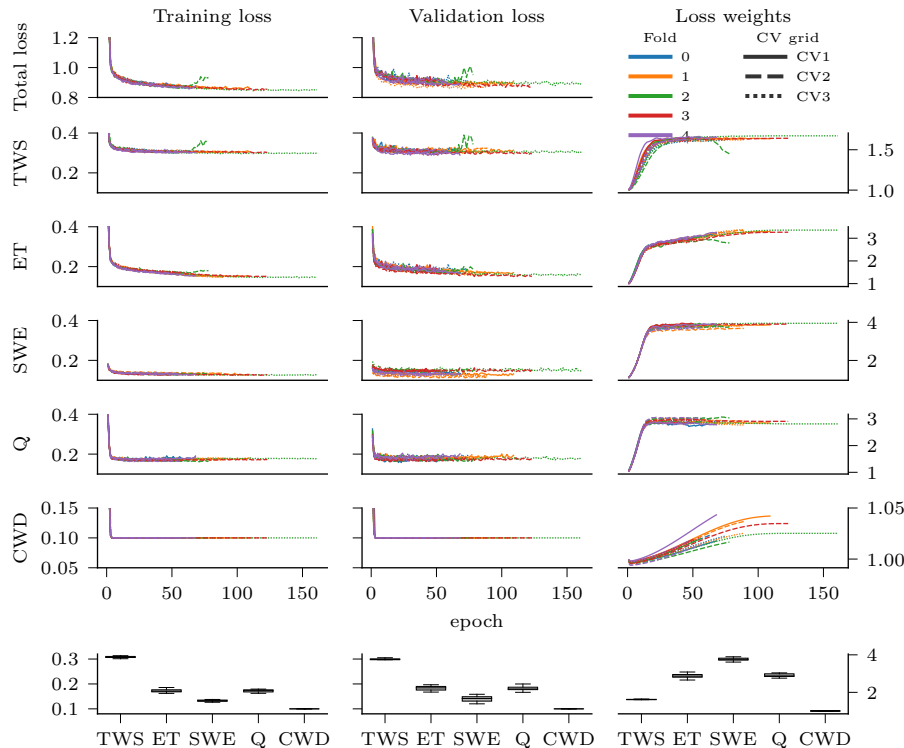 Training loss
Validation loss
Loss weights
Total loss
1.2
1.0
0.8
Fold
0
1
2
3
4
CV grid
CV1
CV2
CV3
TWS
0.4
0.2
1.5
1.0
ET
0.4
0.2
3
2
1
SWE
0.4
0.2
4
2
Q
0.4
0.2
3
2
1
CWD
0.15
0.10
0.05
1.05
1.00
0 50 100 150
0 50 100 150
0 50 100 150
epoch
0.3
0.2
0.1
4
2
TWS ET SWE Q CWD
TWS ET SWE Q CWD
TWS ET SWE Q CWD